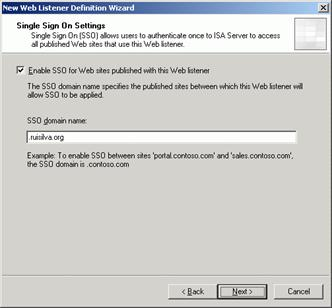 New Web Listener Definition Wizard
Single Sign On Settings
Single Sign On (SSO) allows users to authenticate once to ISA Server to access
all published Web sites that use this Web listener.
Enable SSO for Web sites published with this Web listener
The SSO domain name specifies the published sites between which this Web listener will
allow SSO to be applied.
SSO domain name:
.ruisilva.org
Example: To enable SSO between sites 'portal.contoso.com' and 'sales.contoso.com',
the SSO domain is .contoso.com
< Back Next > Cancel